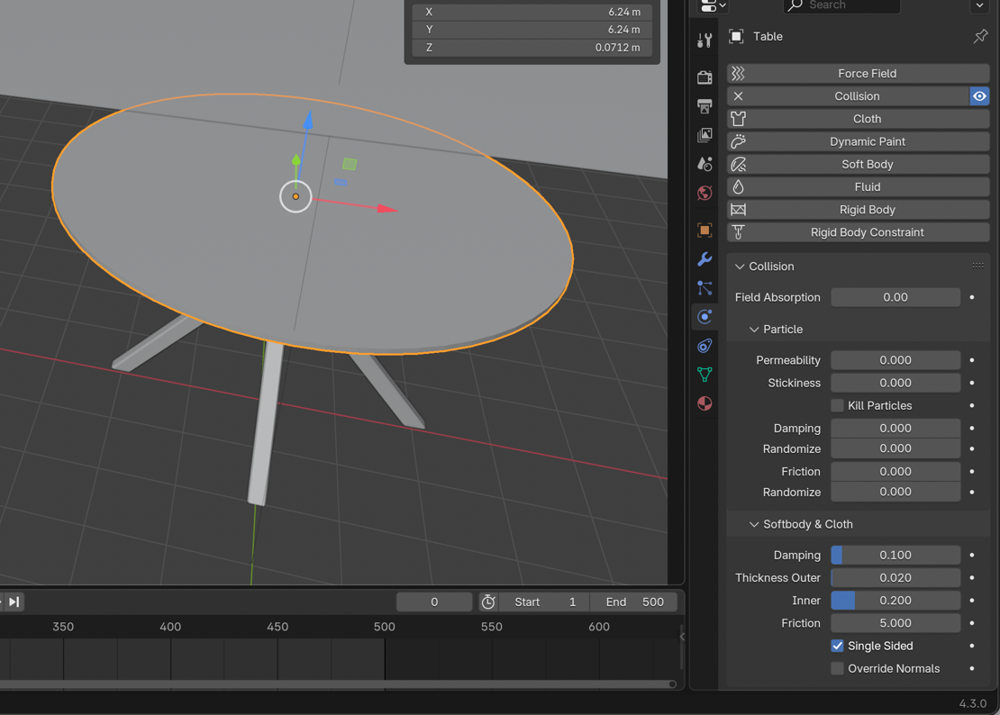 X 6.24 m
Y 6.24 m
Z 0.0712 m
Search
Table
Force Field
Collision
Cloth
Dynamic Paint
Soft Body
Fluid
Rigid Body
Rigid Body Constraint
Collision
Field Absorption 0.00
Particle
Permeability 0.000
Stickiness 0.000
Kill Particles
Damping 0.000
Randomize 0.000
Friction 0.000
Randomize 0.000
Softbody & Cloth
Damping 0.100
Thickness Outer 0.020
Inner 0.200
Friction 5.000
Single Sided
Override Normals
0 Start 1 End 500
350 400 450 500 550 600
4.3.0